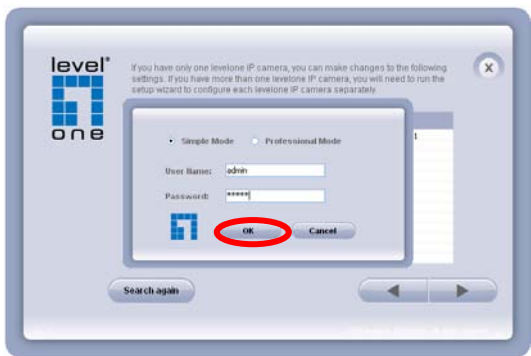 level®
one
If you have only one levelone IP camera, you can make changes to the following
settings. If you have more than one levelone IP camera, you will need to run the
setup wizard to configure each levelone IP camera separately.
X
Simple Mode Professional Mode
User Name: admin
Password: *****
OK Cancel
Search again